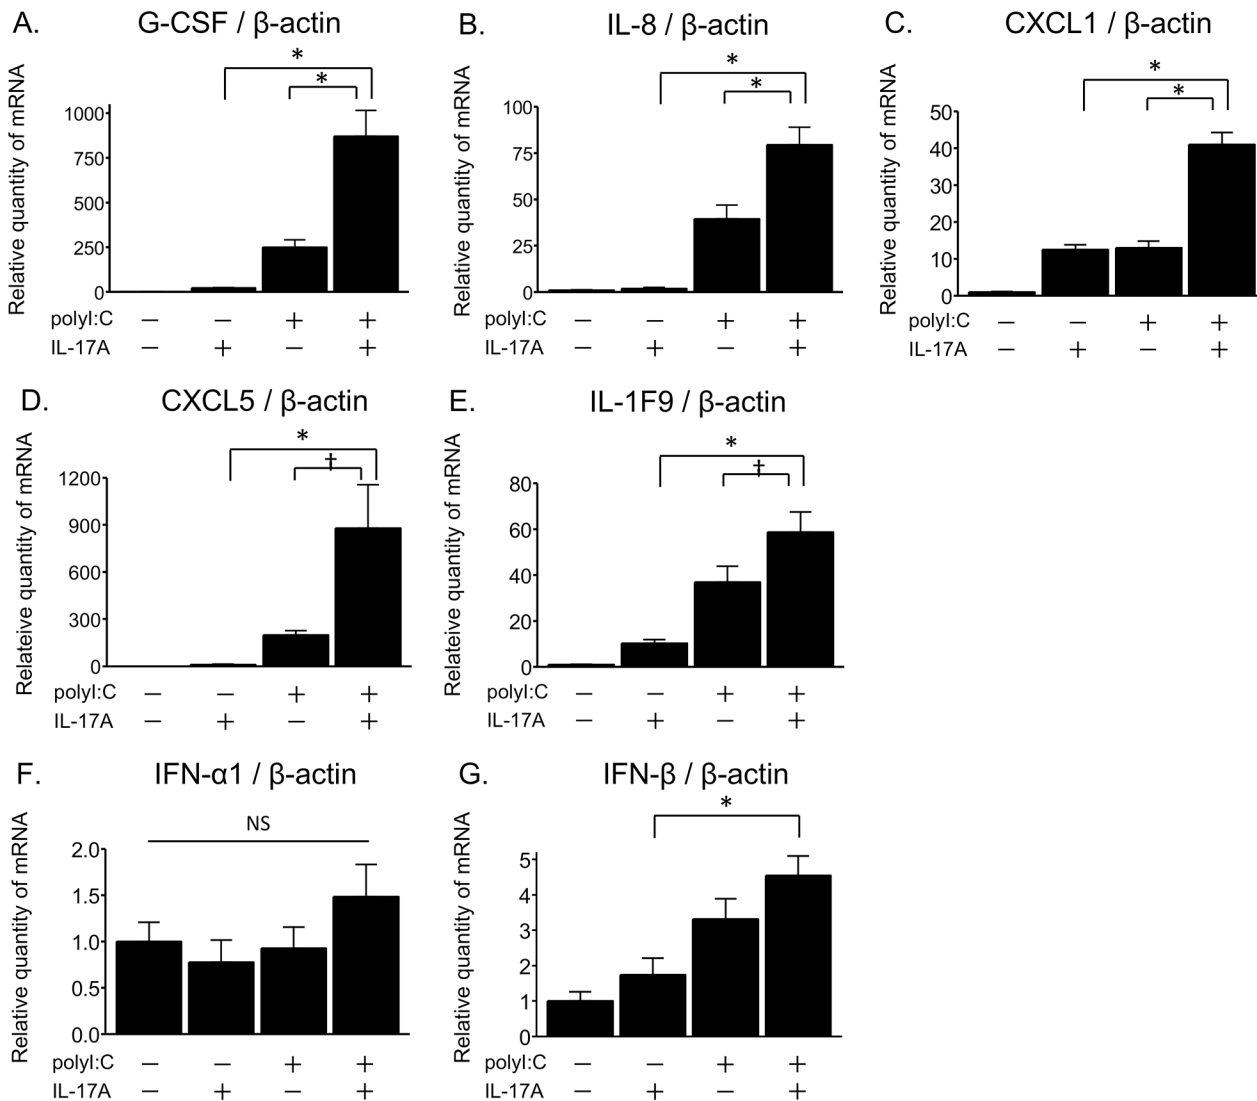 A. G-CSF / β-actin
* 
*
Relative quantity of mRNA
1000
750
500
250
0
polyI:C — — + +
IL-17A — + — +
B. IL-8 / β-actin
*
*
Relative quantity of mRNA
100
75
50
25
0
polyI:C — — + +
IL-17A — + — +
C. CXCL1 / β-actin
*
*
Relative quantity of mRNA
50
40
30
20
10
0
polyI:C — — + +
IL-17A — + — +
D. CXCL5 / β-actin
*
†
Relateive quantity of mRNA
1200
900
600
300
0
polyI:C — — + +
IL-17A — + — +
E. IL-1F9 / β-actin
*
†
Relateive quantity of mRNA
80
60
40
20
0
polyI:C — — + +
IL-17A — + — +
F. IFN-α1 / β-actin
NS
Relative quantity of mRNA
2.0
1.5
1.0
0.5
0.0
polyI:C — — + +
IL-17A — + — +
G. IFN-β / β-actin
*
Relative quantity of mRNA
5
4
3
2
1
0
polyI:C — — + +
IL-17A — + — +